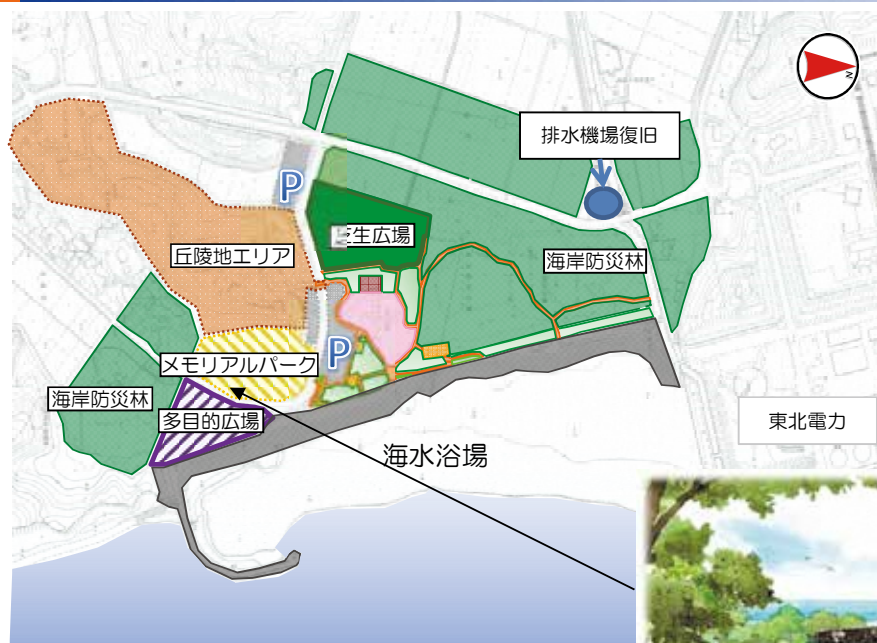 N
排水機場復旧
P
芝生広場
丘陵地エリア
海岸防災林
メモリアルパーク
P
海岸防災林
多目的広場
東北電力
海水浴場